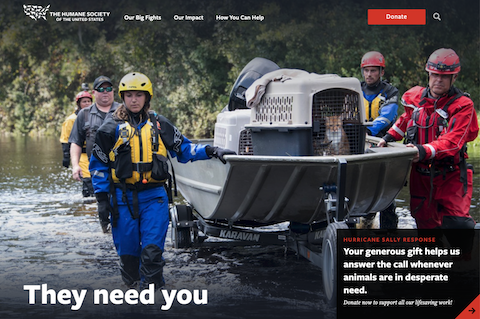 THE HUMANE SOCIETY
OF THE UNITED STATES
Our Big Fights
Our Impact
How You Can Help
Donate
KARAVAN
HURRICANE SALLY RESPONSE
Your generous gift helps us
answer the call whenever
animals are in desperate
need.
Donate now to support all our lifesaving work!
They need you